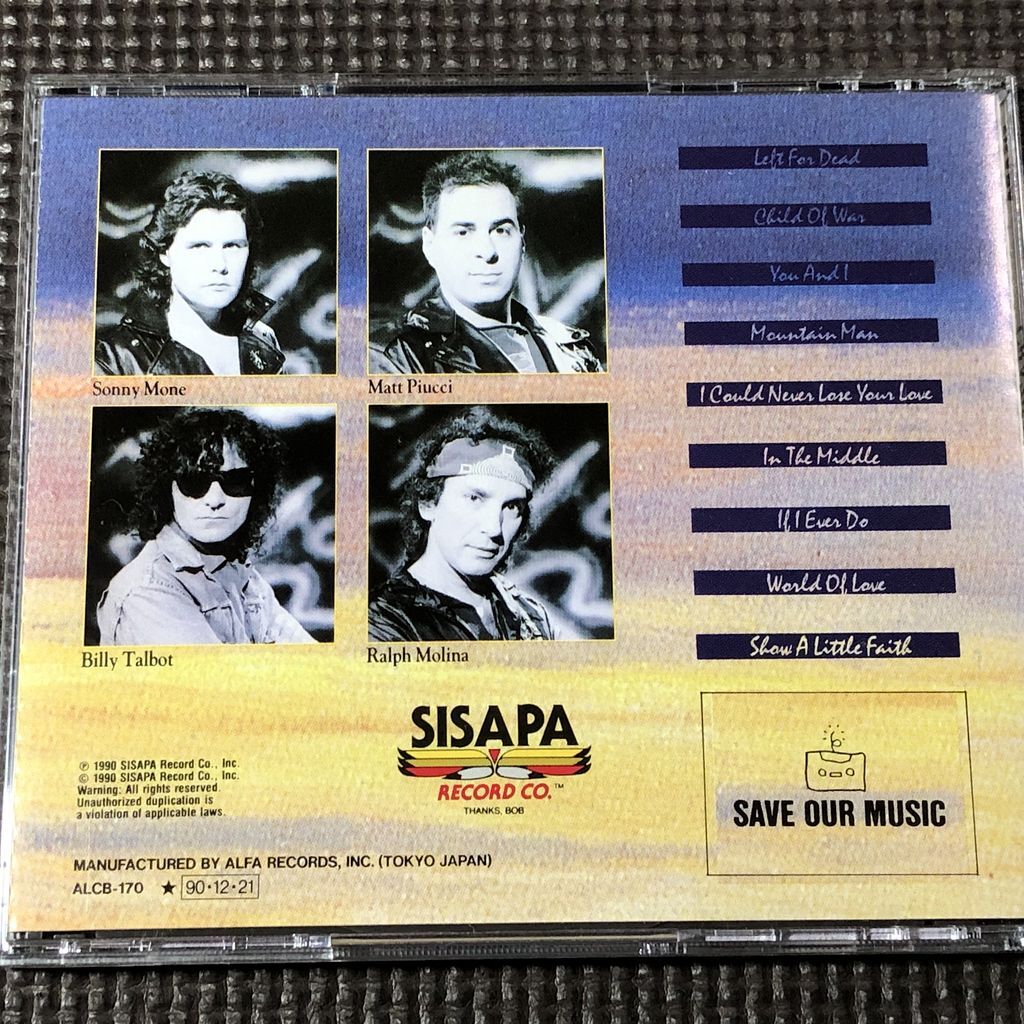 Left For Dead
Child Of War
You And I
Mountain Man
I Could Never Lose Your Love
In The Middle
If I Ever Do
World Of Love
Show A Little Faith
Sonny Mone
Matt Piucci
Billy Talbot
Ralph Molina
SISAPA
RECORD CO.™
THANKS, BOB
℗ 1990 SISAPA Record Co., Inc.
© 1990 SISAPA Record Co., Inc.
Warning: All rights reserved.
Unauthorized duplication is
a violation of applicable laws.
SAVE OUR MUSIC
MANUFACTURED BY ALFA RECORDS, INC. (TOKYO JAPAN)
ALCB-170 ★ 90·12·21